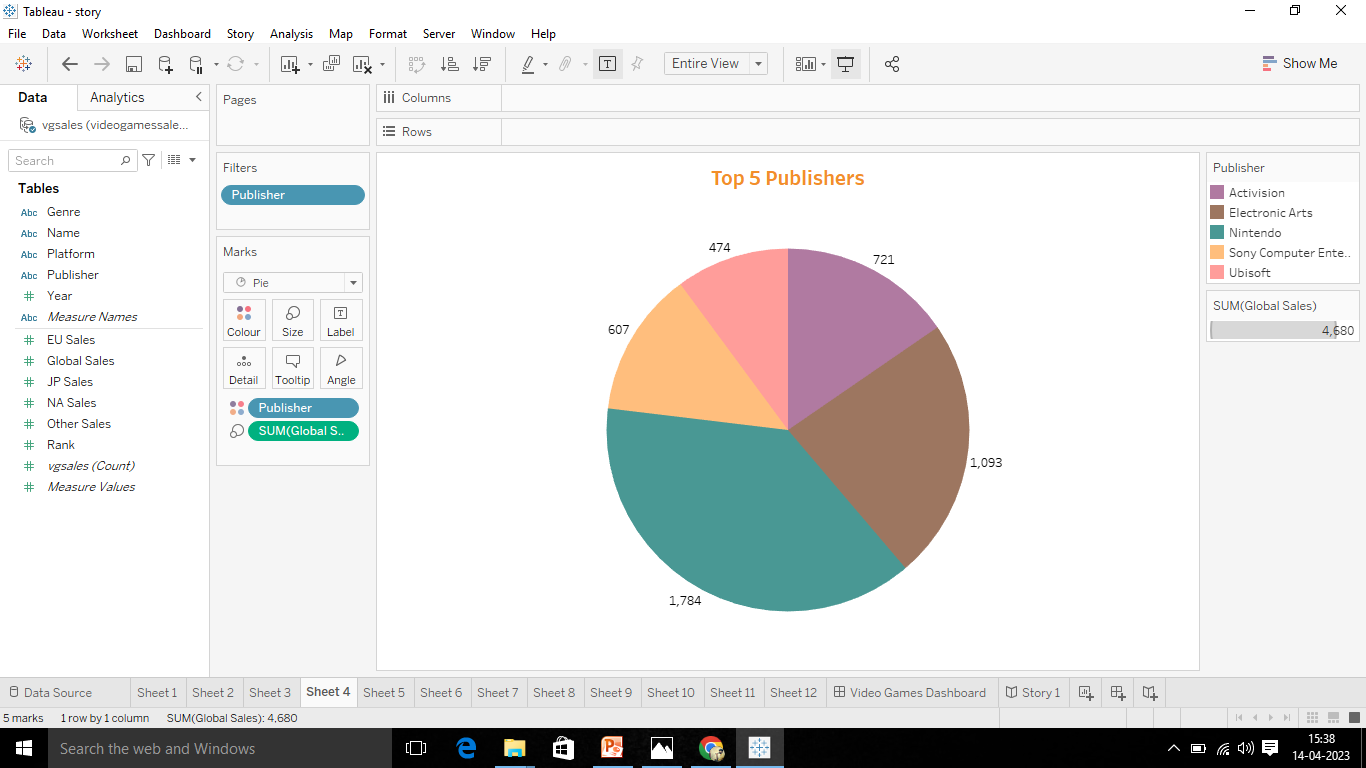 Tableau - story
File Data Worksheet Dashboard Story Analysis Map Format Server Window Help
Entire View
Show Me
Data Analytics
vgsales (videogamessale...
Search
Tables
Abc Genre
Abc Name
Abc Platform
Abc Publisher
Year
Abc Measure Names
EU Sales
Global Sales
JP Sales
NA Sales
Other Sales
Rank
vgsales (Count)
Measure Values
Pages
Filters
Publisher
Marks
Pie
Colour Size Label
Detail Tooltip Angle
Publisher
SUM(Global S..
Columns
Rows
Top 5 Publishers
474
721
607
1,093
1,784
Publisher
Activision
Electronic Arts
Nintendo
Sony Computer Ente..
Ubisoft
SUM(Global Sales)
4,680
Data Source Sheet 1 Sheet 2 Sheet 3 Sheet 4 Sheet 5 Sheet 6 Sheet 7 Sheet 8 Sheet 9 Sheet 10 Sheet 11 Sheet 12 Video Games Dashboard Story 1
5 marks 1 row by 1 column SUM(Global Sales): 4,680
Search the web and Windows
15:38
14-04-2023